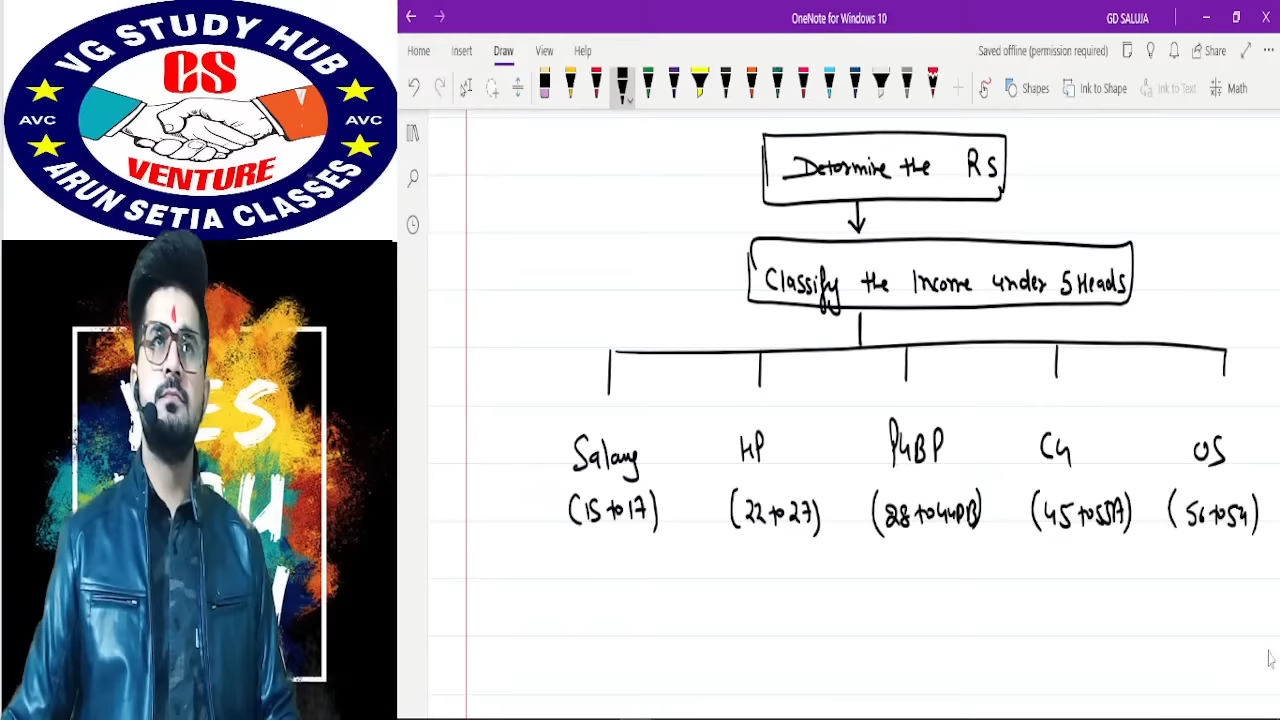 VG STUDY HUB
CS
AVC
AVC
VENTURE
ARUN SETIA CLASSES
OneNote for Windows 10
GD SALUJA
Home
Insert
Draw
View
Help
Saved offline (permission required)
Share
Shapes
Ink to Shape
Ink to Text
Math
Determine the RS
Classify the Income under 5 Heads
Salary
HP
PGBP
CG
OS
(15 to 17)
(22 to 27)
(28 to 44DB)
(45 to 55A)
(56 to 59)